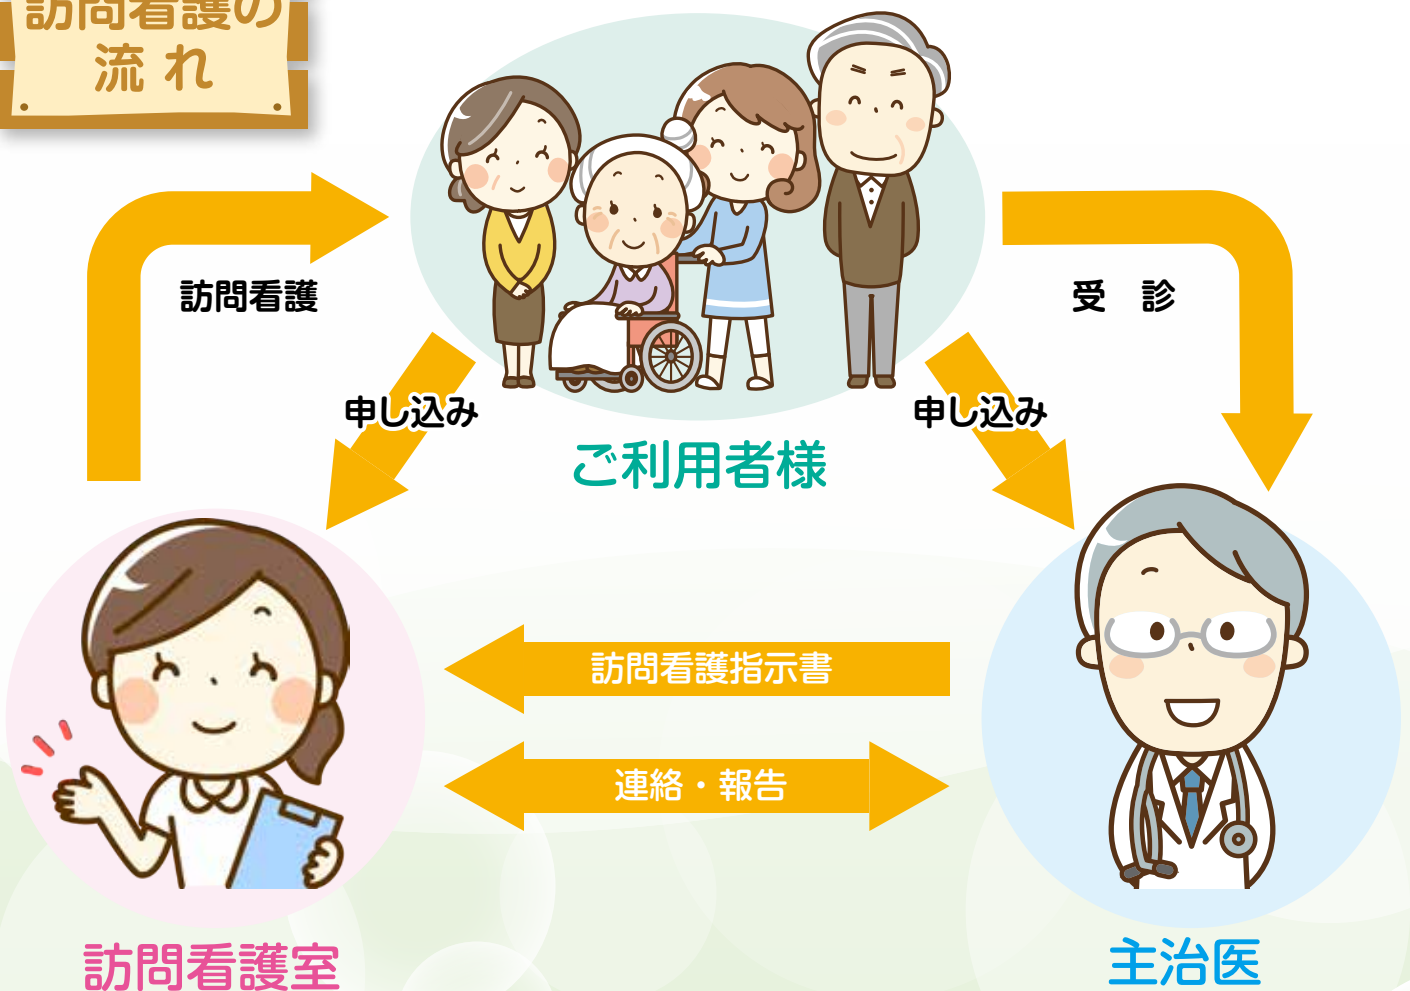 訪問看護の
流れ
訪問看護
受 診
申し込み
申し込み
ご利用者様
訪問看護指示書
連絡・報告
訪問看護室
主治医